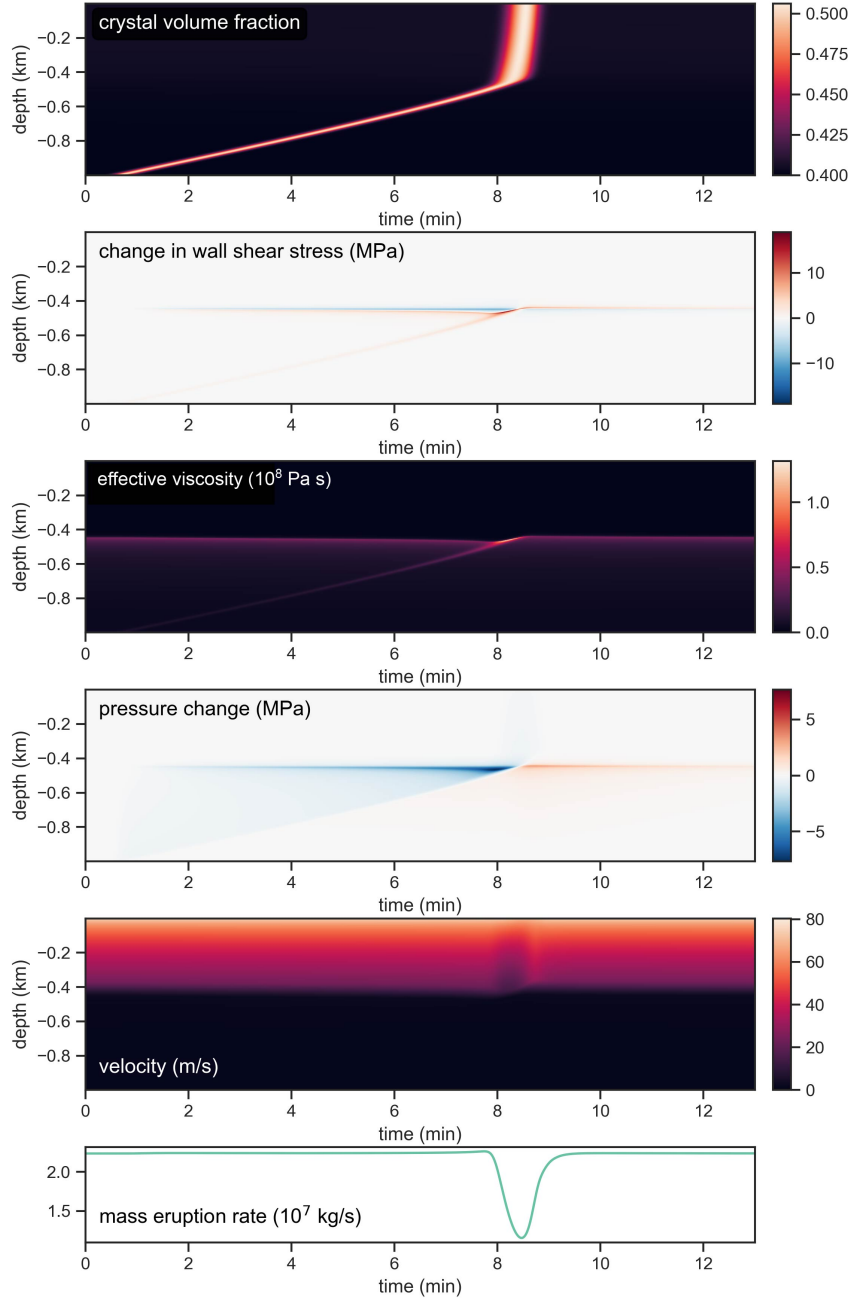 crystal volume fraction
depth (km)
−0.2
−0.4
−0.6
−0.8
0 2 4 6 8 10 12
time (min)
0.500
0.475
0.450
0.425
0.400
change in wall shear stress (MPa)
depth (km)
−0.2
−0.4
−0.6
−0.8
0 2 4 6 8 10 12
time (min)
10
0
−10
effective viscosity (10⁸ Pa s)
depth (km)
−0.2
−0.4
−0.6
−0.8
0 2 4 6 8 10 12
time (min)
1.0
0.5
0.0
pressure change (MPa)
depth (km)
−0.2
−0.4
−0.6
−0.8
0 2 4 6 8 10 12
time (min)
5
0
−5
velocity (m/s)
depth (km)
−0.2
−0.4
−0.6
−0.8
0 2 4 6 8 10 12
time (min)
80
60
40
20
0
mass eruption rate (10⁷ kg/s)
2.0
1.5
0 2 4 6 8 10 12
time (min)